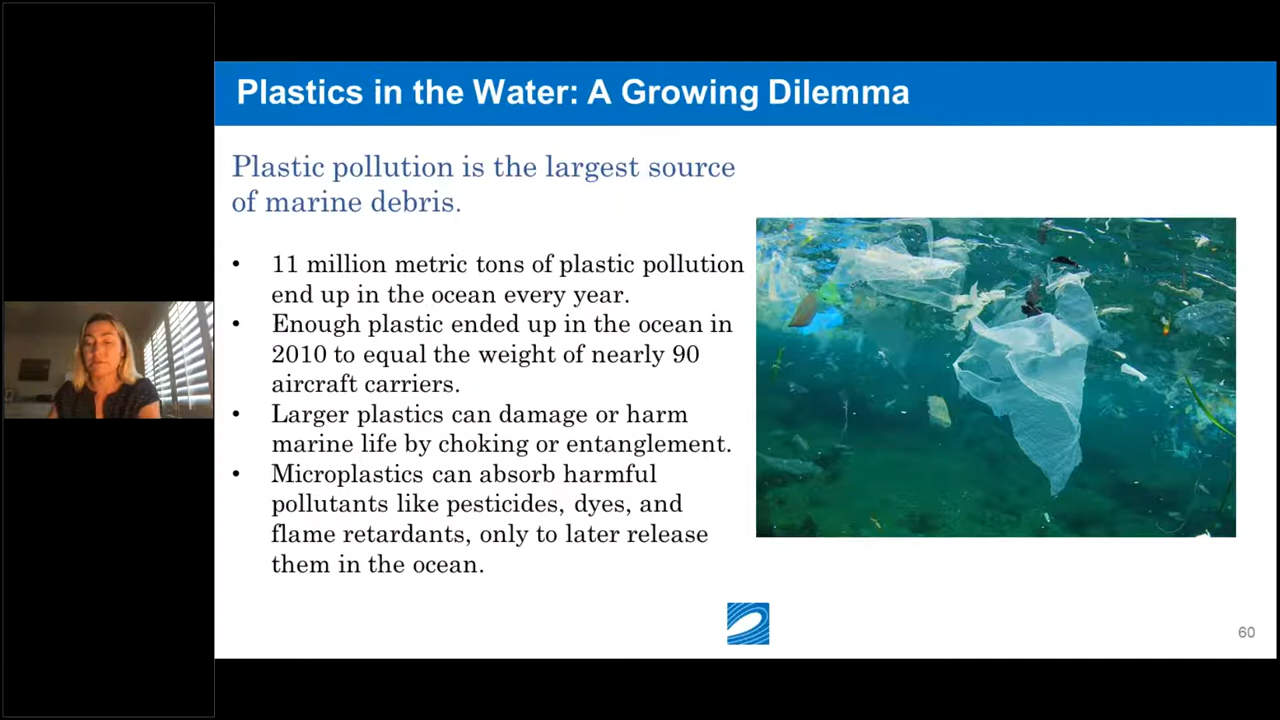 Plastics in the Water: A Growing Dilemma
Plastic pollution is the largest source
of marine debris.
• 11 million metric tons of plastic pollution
end up in the ocean every year.
• Enough plastic ended up in the ocean in
2010 to equal the weight of nearly 90
aircraft carriers.
• Larger plastics can damage or harm
marine life by choking or entanglement.
• Microplastics can absorb harmful
pollutants like pesticides, dyes, and
flame retardants, only to later release
them in the ocean.
60